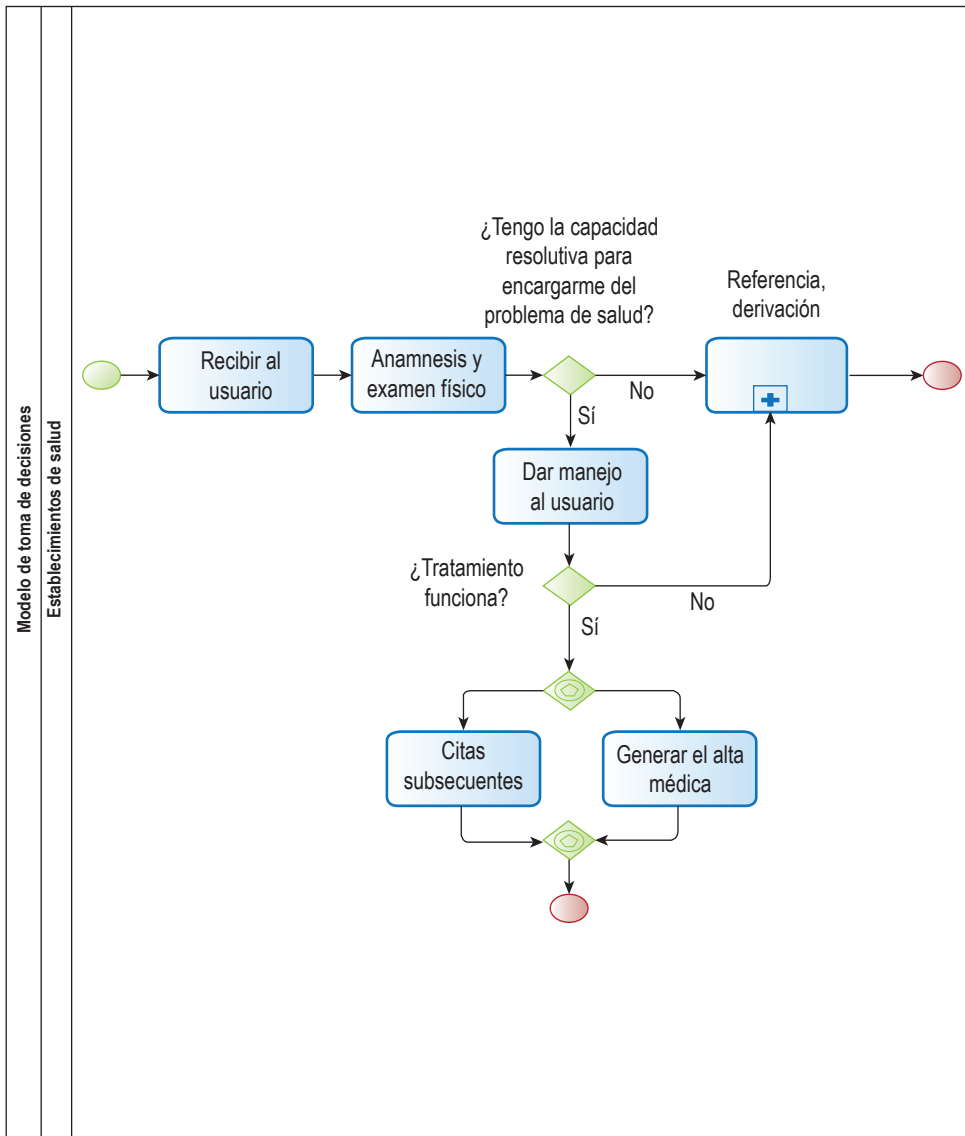 Modelo de toma de decisiones
Establecimientos de salud
¿Tengo la capacidad
resolutiva para
encargarme del
problema de salud?
Referencia,
derivación
Recibir al
usuario
Anamnesis y
examen físico
No
Sí
Dar manejo
al usuario
¿Tratamiento
funciona?
No
Sí
Citas
subsecuentes
Generar el alta
médica